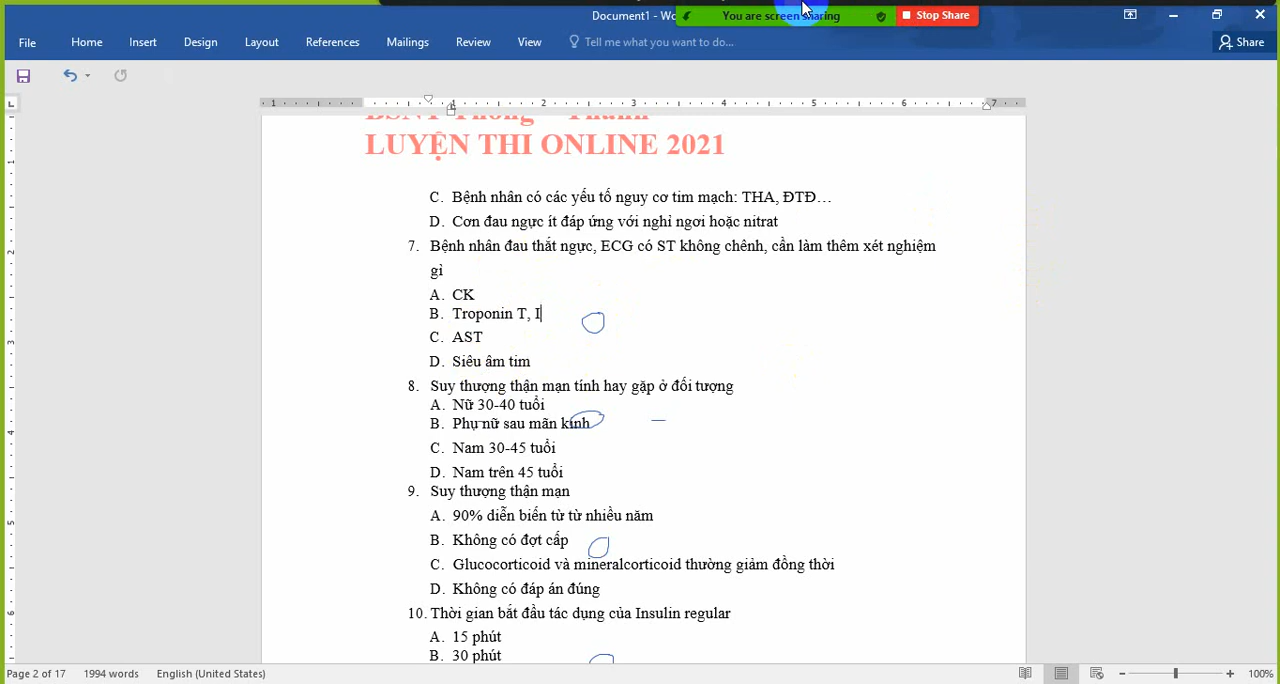 Document1 - Wo
You are screen sharing
Stop Share
File Home Insert Design Layout References Mailings Review View Tell me what you want to do... Share
1 1 2 3 4 5 6 7
LUYỆN THI ONLINE 2021
C. Bệnh nhân có các yếu tố nguy cơ tim mạch: THA, ĐTĐ…
D. Cơn đau ngực ít đáp ứng với nghỉ ngơi hoặc nitrat
7. Bệnh nhân đau thắt ngực, ECG có ST không chênh, cần làm thêm xét nghiệm
gì
A. CK
B. Troponin T, I
C. AST
D. Siêu âm tim
8. Suy thượng thận mạn tính hay gặp ở đối tượng
A. Nữ 30-40 tuổi
B. Phụ nữ sau mãn kinh
C. Nam 30-45 tuổi
D. Nam trên 45 tuổi
9. Suy thượng thận mạn
A. 90% diễn biến từ từ nhiều năm
B. Không có đợt cấp
C. Glucocorticoid và mineralcorticoid thường giảm đồng thời
D. Không có đáp án đúng
10. Thời gian bắt đầu tác dụng của Insulin regular
A. 15 phút
B. 30 phút
Page 2 of 17 1994 words English (United States) 100%